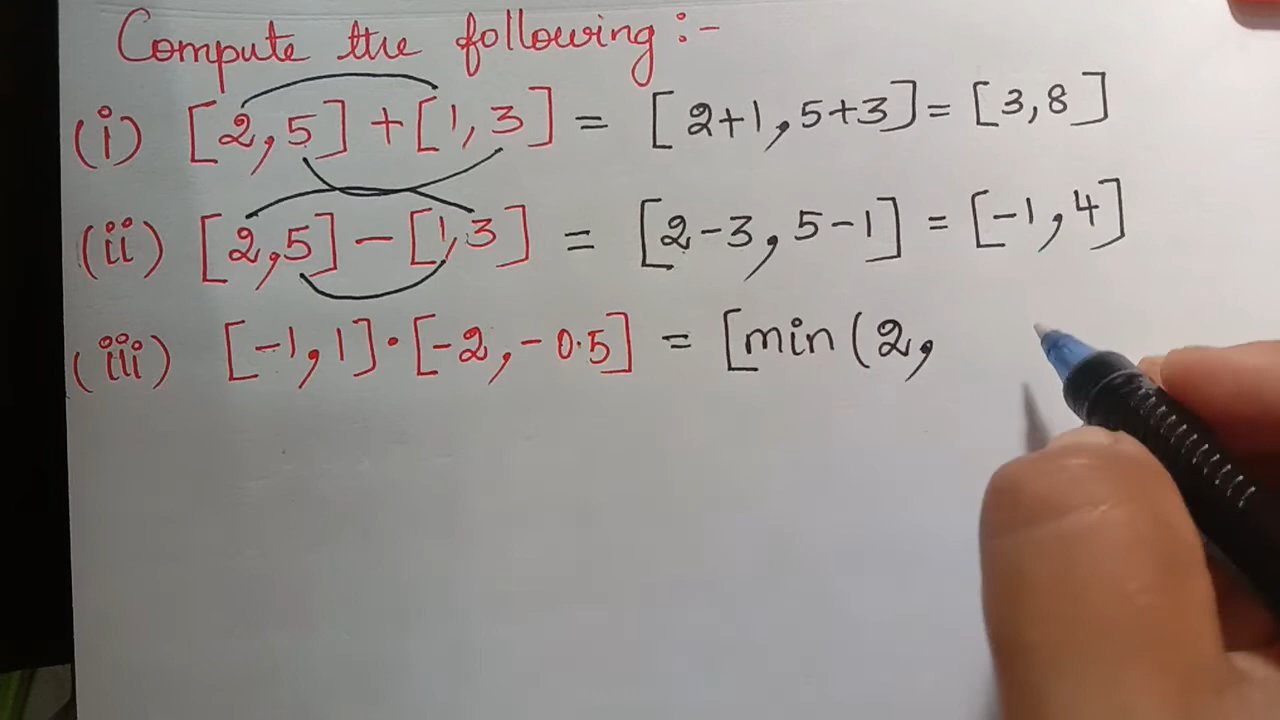 Compute the following :-
(i) [2,5] + [1,3] = [2+1, 5+3] = [3,8]
(ii) [2,5] - [1,3] = [2-3, 5-1] = [-1,4]
(iii) [-1,1]·[-2,-0.5] = [min (2,